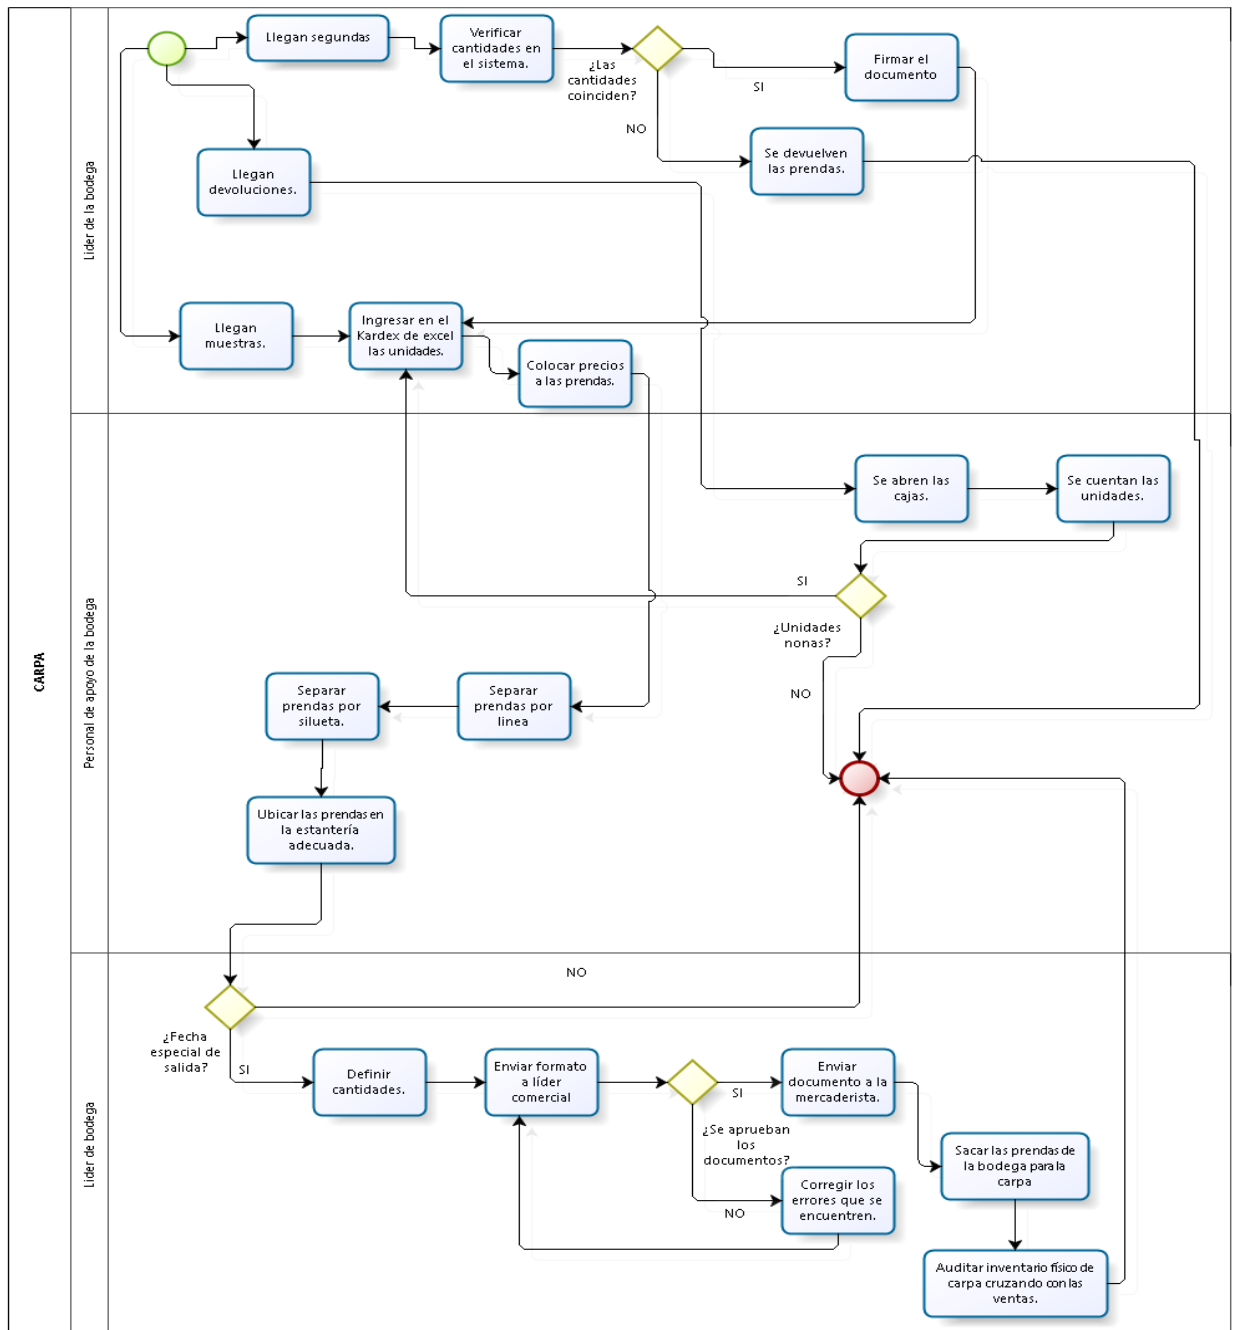 CARPA
Lider de la bodega
Llegan segundas
Verificar
cantidades en
el sistema.
¿Las
cantidades
coinciden?
SI
NO
Firmar el
documento
Se devuelven
las prendas.
Llegan
devoluciones.
Llegan
muestras.
Ingresar en el
Kardex de excel
las unidades.
Colocar precios
a las prendas.
Personal de apoyo de la bodega
Se abren las
cajas.
Se cuentan las
unidades.
SI
¿Unidades
nonas?
NO
Separar
prendas por
silueta.
Separar
prendas por
linea
Ubicar las prendas en
la estantería
adecuada.
Lider de bodega
NO
¿Fecha
especial de
salida?
SI
Definir
cantidades.
Enviar formato
a líder
comercial
SI
¿Se aprueban
los
documentos?
NO
Enviar
documento a la
mercaderista.
Corregir los
errores que se
encuentren.
Sacar las prendas de
la bodega para la
carpa
Auditar inventario físico de
carpa cruzando con las
ventas.